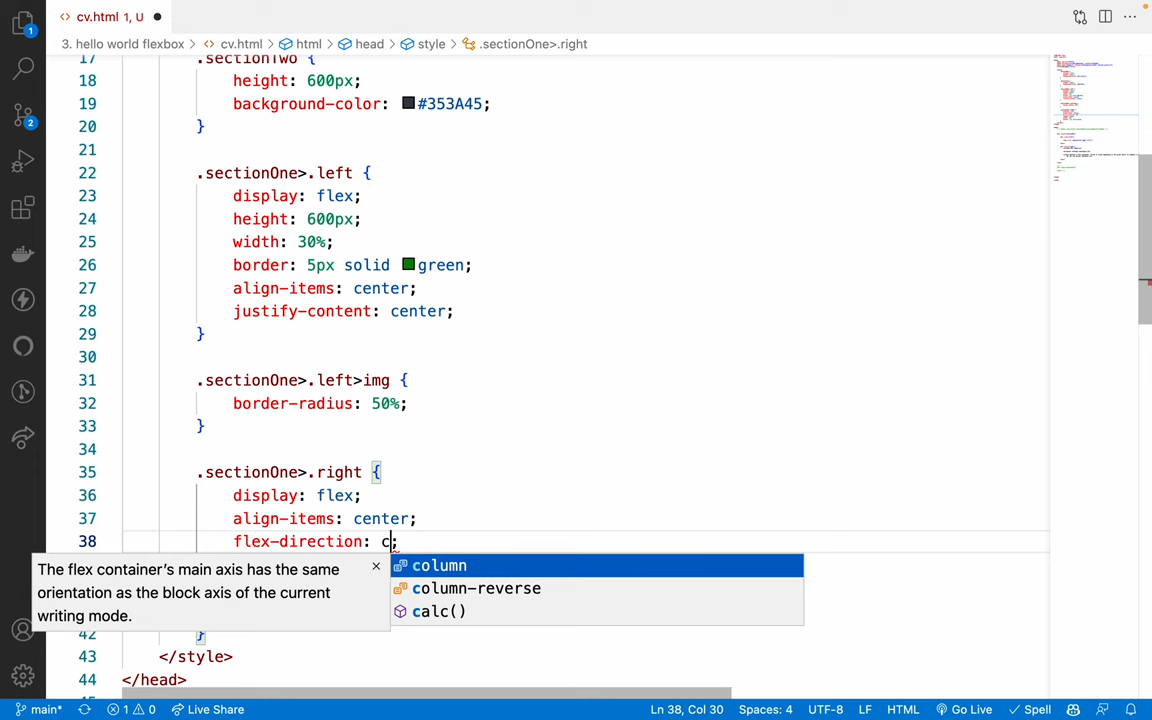 cv.html 1, U
3. hello world flexbox > cv.html > html > head > style > .sectionOne>.right
17 .sectionTwo {
18 height: 600px;
19 background-color: #353A45;
20 }
21
22 .sectionOne>.left {
23 display: flex;
24 height: 600px;
25 width: 30%;
26 border: 5px solid green;
27 align-items: center;
28 justify-content: center;
29 }
30
31 .sectionOne>.left>img {
32 border-radius: 50%;
33 }
34
35 .sectionOne>.right {
36 display: flex;
37 align-items: center;
38 flex-direction: c;
The flex container's main axis has the same
orientation as the block axis of the current
writing mode.
column
column-reverse
calc()
42 }
43 </style>
44 </head>
1
2
main* 1 0 Live Share Ln 38, Col 30 Spaces: 4 UTF-8 LF HTML Go Live Spell